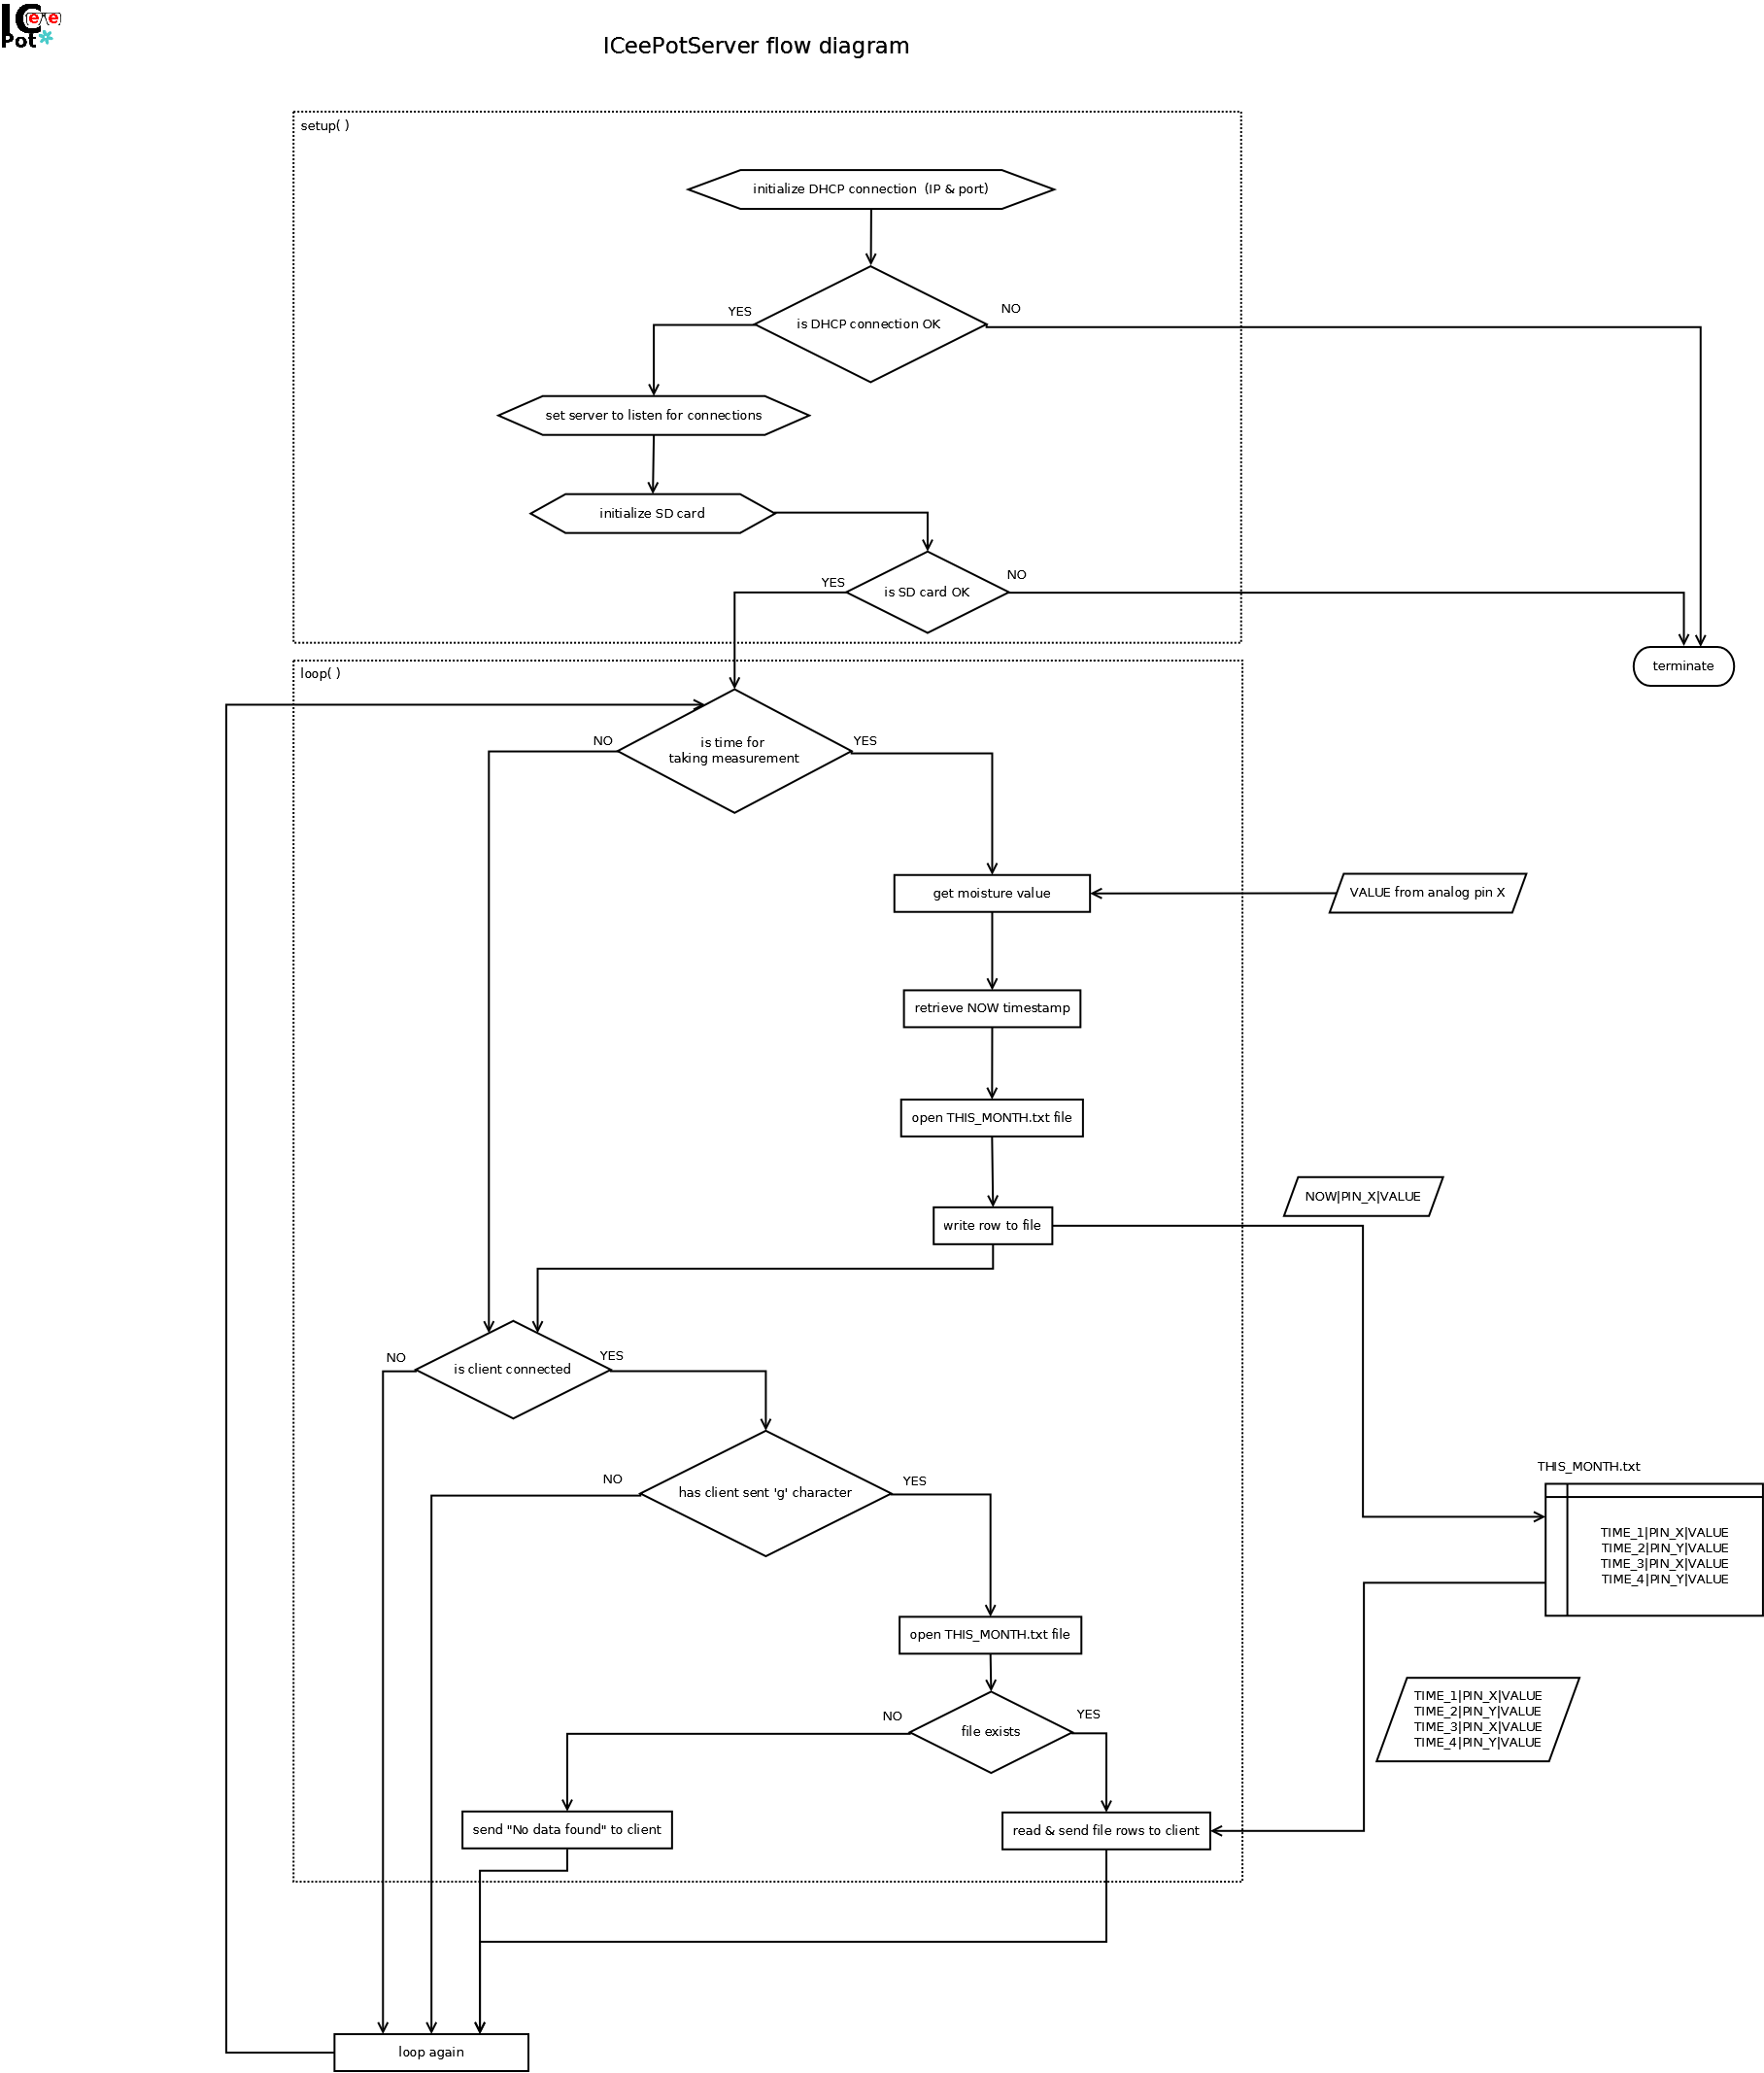 ICee
Pot
ICeePotServer flow diagram
setup( )
initialize DHCP connection  (IP & port)
is DHCP connection OK
YES
NO
set server to listen for connections
initialize SD card
is SD card OK
YES
NO
terminate
loop( )
is time for
taking measurement
NO
YES
get moisture value
VALUE from analog pin X
retrieve NOW timestamp
open THIS_MONTH.txt file
NOW|PIN_X|VALUE
write row to file
is client connected
NO
YES
has client sent 'g' character
NO
YES
THIS_MONTH.txt
TIME_1|PIN_X|VALUE
TIME_2|PIN_Y|VALUE
TIME_3|PIN_X|VALUE
TIME_4|PIN_Y|VALUE
open THIS_MONTH.txt file
file exists
NO
YES
TIME_1|PIN_X|VALUE
TIME_2|PIN_Y|VALUE
TIME_3|PIN_X|VALUE
TIME_4|PIN_Y|VALUE
send "No data found" to client
read & send file rows to client
loop again